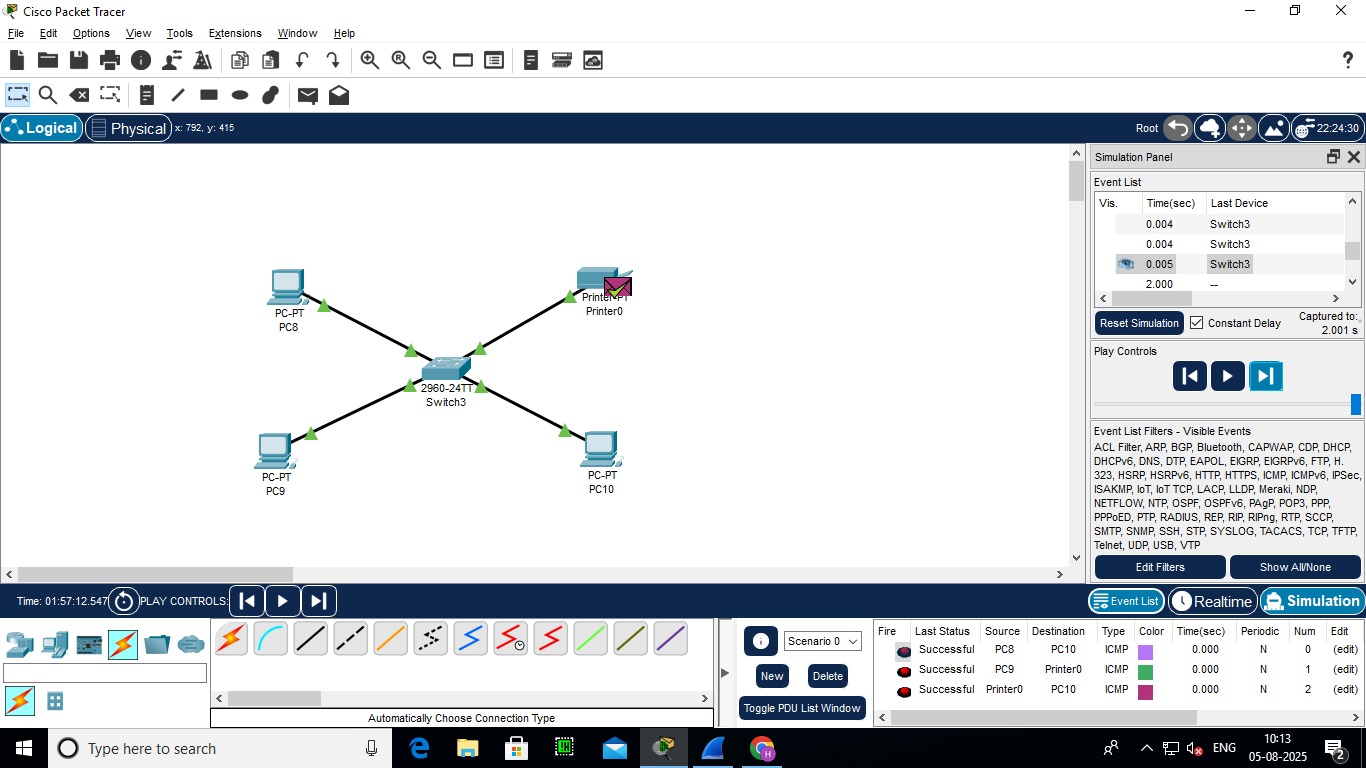 Cisco Packet Tracer
File Edit Options View Tools Extensions Window Help
Logical Physical x: 792, y: 415 Root 22:24:30
PC-PT
PC8
Printer-PT
Printer0
2960-24TT
Switch3
PC-PT
PC9
PC-PT
PC10
Simulation Panel
Event List
Vis. Time(sec) Last Device
0.004 Switch3
0.004 Switch3
0.005 Switch3
2.000 --
Reset Simulation Constant Delay Captured to:
2.001 s
Play Controls
Event List Filters - Visible Events
ACL Filter, ARP, BGP, Bluetooth, CAPWAP, CDP, DHCP,
DHCPv6, DNS, DTP, EAPOL, EIGRP, EIGRPv6, FTP, H.
323, HSRP, HSRPv6, HTTP, HTTPS, ICMP, ICMPv6, IPSec,
ISAKMP, IoT, IoT TCP, LACP, LLDP, Meraki, NDP,
NETFLOW, NTP, OSPF, OSPFv6, PAgP, POP3, PPP,
PPPoED, PTP, RADIUS, REP, RIP, RIPng, RTP, SCCP,
SMTP, SNMP, SSH, STP, SYSLOG, TACACS, TCP, TFTP,
Telnet, UDP, USB, VTP
Edit Filters Show All/None
Time: 01:57:12.547 PLAY CONTROLS: Event List Realtime Simulation
Automatically Choose Connection Type
Scenario 0
New Delete
Toggle PDU List Window
Fire Last Status Source Destination Type Color Time(sec) Periodic Num Edit
Successful PC8 PC10 ICMP 0.000 N 0 (edit)
Successful PC9 Printer0 ICMP 0.000 N 1 (edit)
Successful Printer0 PC10 ICMP 0.000 N 2 (edit)
Type here to search
ENG
10:13
05-08-2025
2